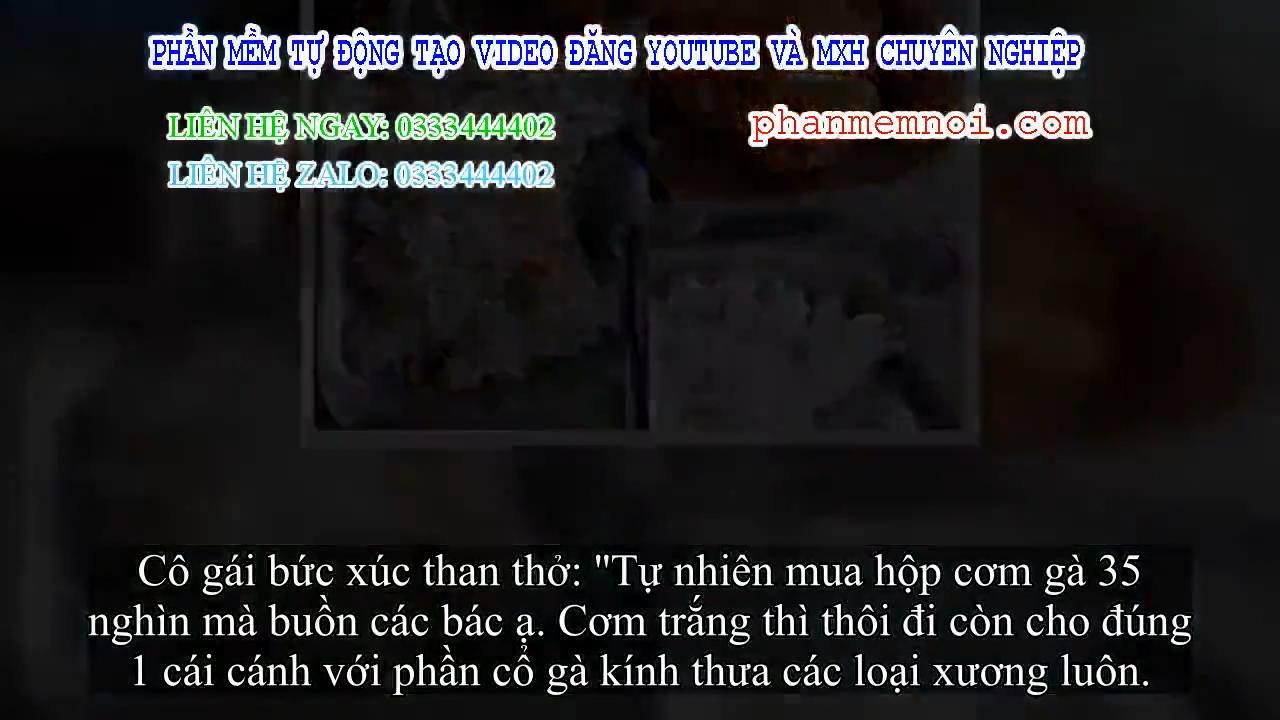 PHẦN MỀM TỰ ĐỘNG TẠO VIDEO ĐĂNG YOUTUBE VÀ MXH CHUYÊN NGHIỆP
LIÊN HỆ NGAY: 0333444402
phanmemnoi.com
LIÊN HỆ ZALO: 0333444402
Cô gái bức xúc than thở: "Tự nhiên mua hộp cơm gà 35
nghìn mà buồn các bác ạ. Cơm trắng thì thôi đi còn cho đúng
1 cái cánh với phần cổ gà kính thưa các loại xương luôn.